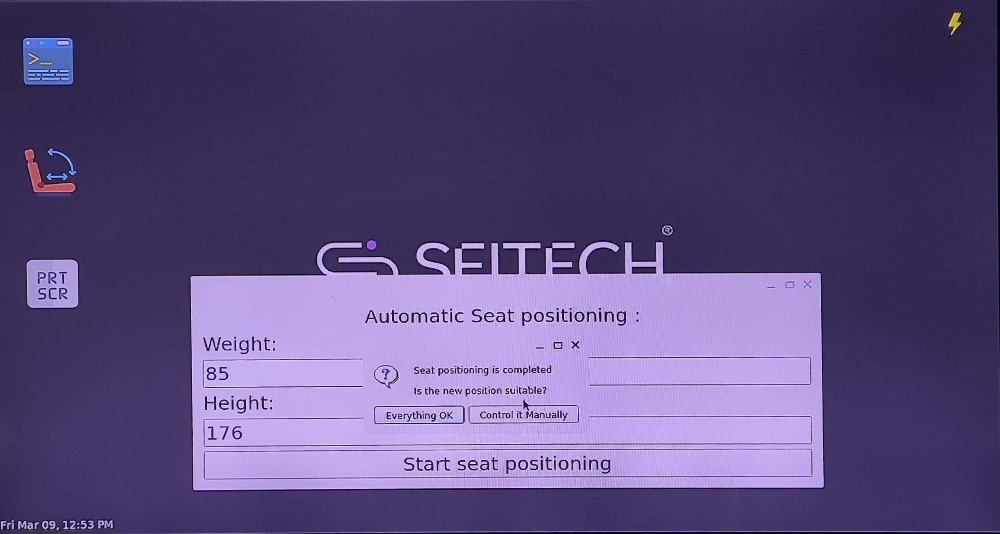 PRT
SCR
SEITECH®
Automatic Seat positioning :
Weight:
85
Seat positioning is completed
Is the new position suitable?
Height:
Everything OK
Control it Manually
176
Start seat positioning
Fri Mar 09, 12:53 PM